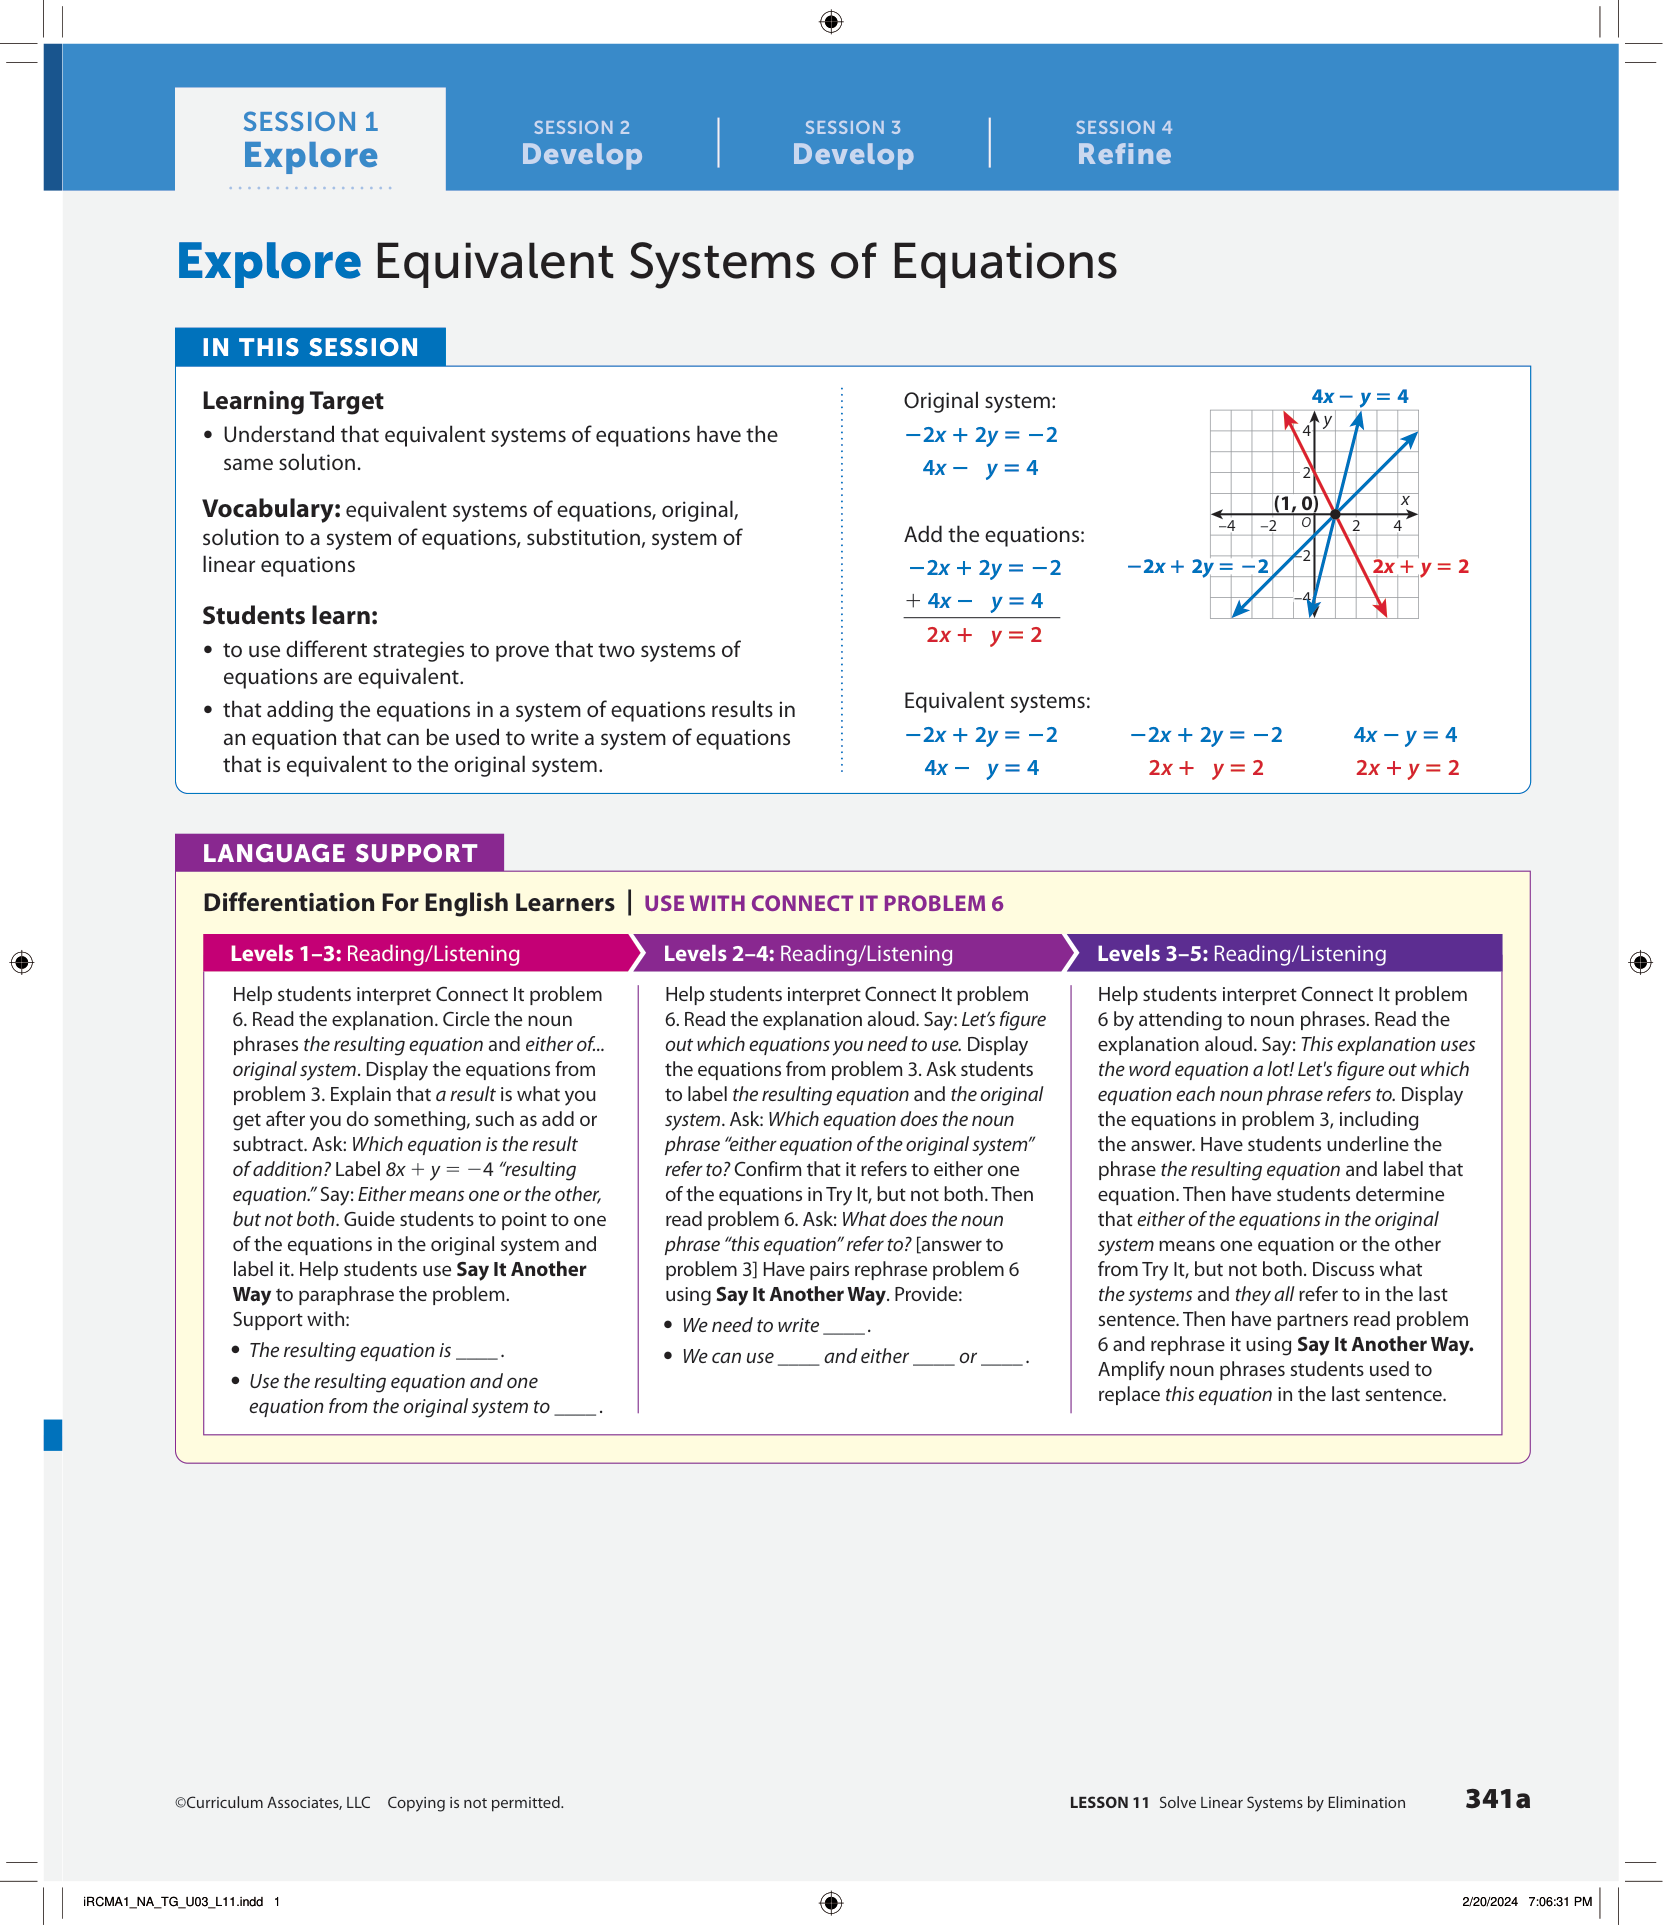 SESSION 1
Explore
SESSION 2
Develop
SESSION 3
Develop
SESSION 4
Refine
Explore Equivalent Systems of Equations
IN THIS SESSION
Learning Target
• Understand that equivalent systems of equations have the
same solution.
Vocabulary: equivalent systems of equations, original,
solution to a system of equations, substitution, system of
linear equations
Students learn:
• to use different strategies to prove that two systems of
equations are equivalent.
• that adding the equations in a system of equations results in
an equation that can be used to write a system of equations
that is equivalent to the original system.
Original system:
−2x + 2y = −2
4x − y = 4
Add the equations:
−2x + 2y = −2
+ 4x − y = 4
2x + y = 2
4x − y = 4
y
4
2
(1, 0)
x
−4 −2 O 2 4
−2
−2x + 2y = −2
2x + y = 2
−4
Equivalent systems:
−2x + 2y = −2 −2x + 2y = −2 4x − y = 4
4x − y = 4 2x + y = 2 2x + y = 2
LANGUAGE SUPPORT
Differentiation For English Learners | USE WITH CONNECT IT PROBLEM 6
Levels 1–3: Reading/Listening
Help students interpret Connect It problem
6. Read the explanation. Circle the noun
phrases the resulting equation and either of...
original system. Display the equations from
problem 3. Explain that a result is what you
get after you do something, such as add or
subtract. Ask: Which equation is the result
of addition? Label 8x + y = −4 “resulting
equation.” Say: Either means one or the other,
but not both. Guide students to point to one
of the equations in the original system and
label it. Help students use Say It Another
Way to paraphrase the problem.
Support with:
• The resulting equation is ____.
• Use the resulting equation and one
equation from the original system to ____.
Levels 2–4: Reading/Listening
Help students interpret Connect It problem
6. Read the explanation aloud. Say: Let’s figure
out which equations you need to use. Display
the equations from problem 3. Ask students
to label the resulting equation and the original
system. Ask: Which equation does the noun
phrase “either equation of the original system”
refer to? Confirm that it refers to either one
of the equations in Try It, but not both. Then
read problem 6. Ask: What does the noun
phrase “this equation” refer to? [answer to
problem 3] Have pairs rephrase problem 6
using Say It Another Way. Provide:
• We need to write ____.
• We can use ____ and either ____ or ____.
Levels 3–5: Reading/Listening
Help students interpret Connect It problem
6 by attending to noun phrases. Read the
explanation aloud. Say: This explanation uses
the word equation a lot! Let's figure out which
equation each noun phrase refers to. Display
the equations in problem 3, including
the answer. Have students underline the
phrase the resulting equation and label that
equation. Then have students determine
that either of the equations in the original
system means one equation or the other
from Try It, but not both. Discuss what
the systems and they all refer to in the last
sentence. Then have partners read problem
6 and rephrase it using Say It Another Way.
Amplify noun phrases students used to
replace this equation in the last sentence.
©Curriculum Associates, LLC Copying is not permitted.
LESSON 11 Solve Linear Systems by Elimination 341a
iRCMA1_NA_TG_U03_L11.indd 1
2/20/2024 7:06:31 PM